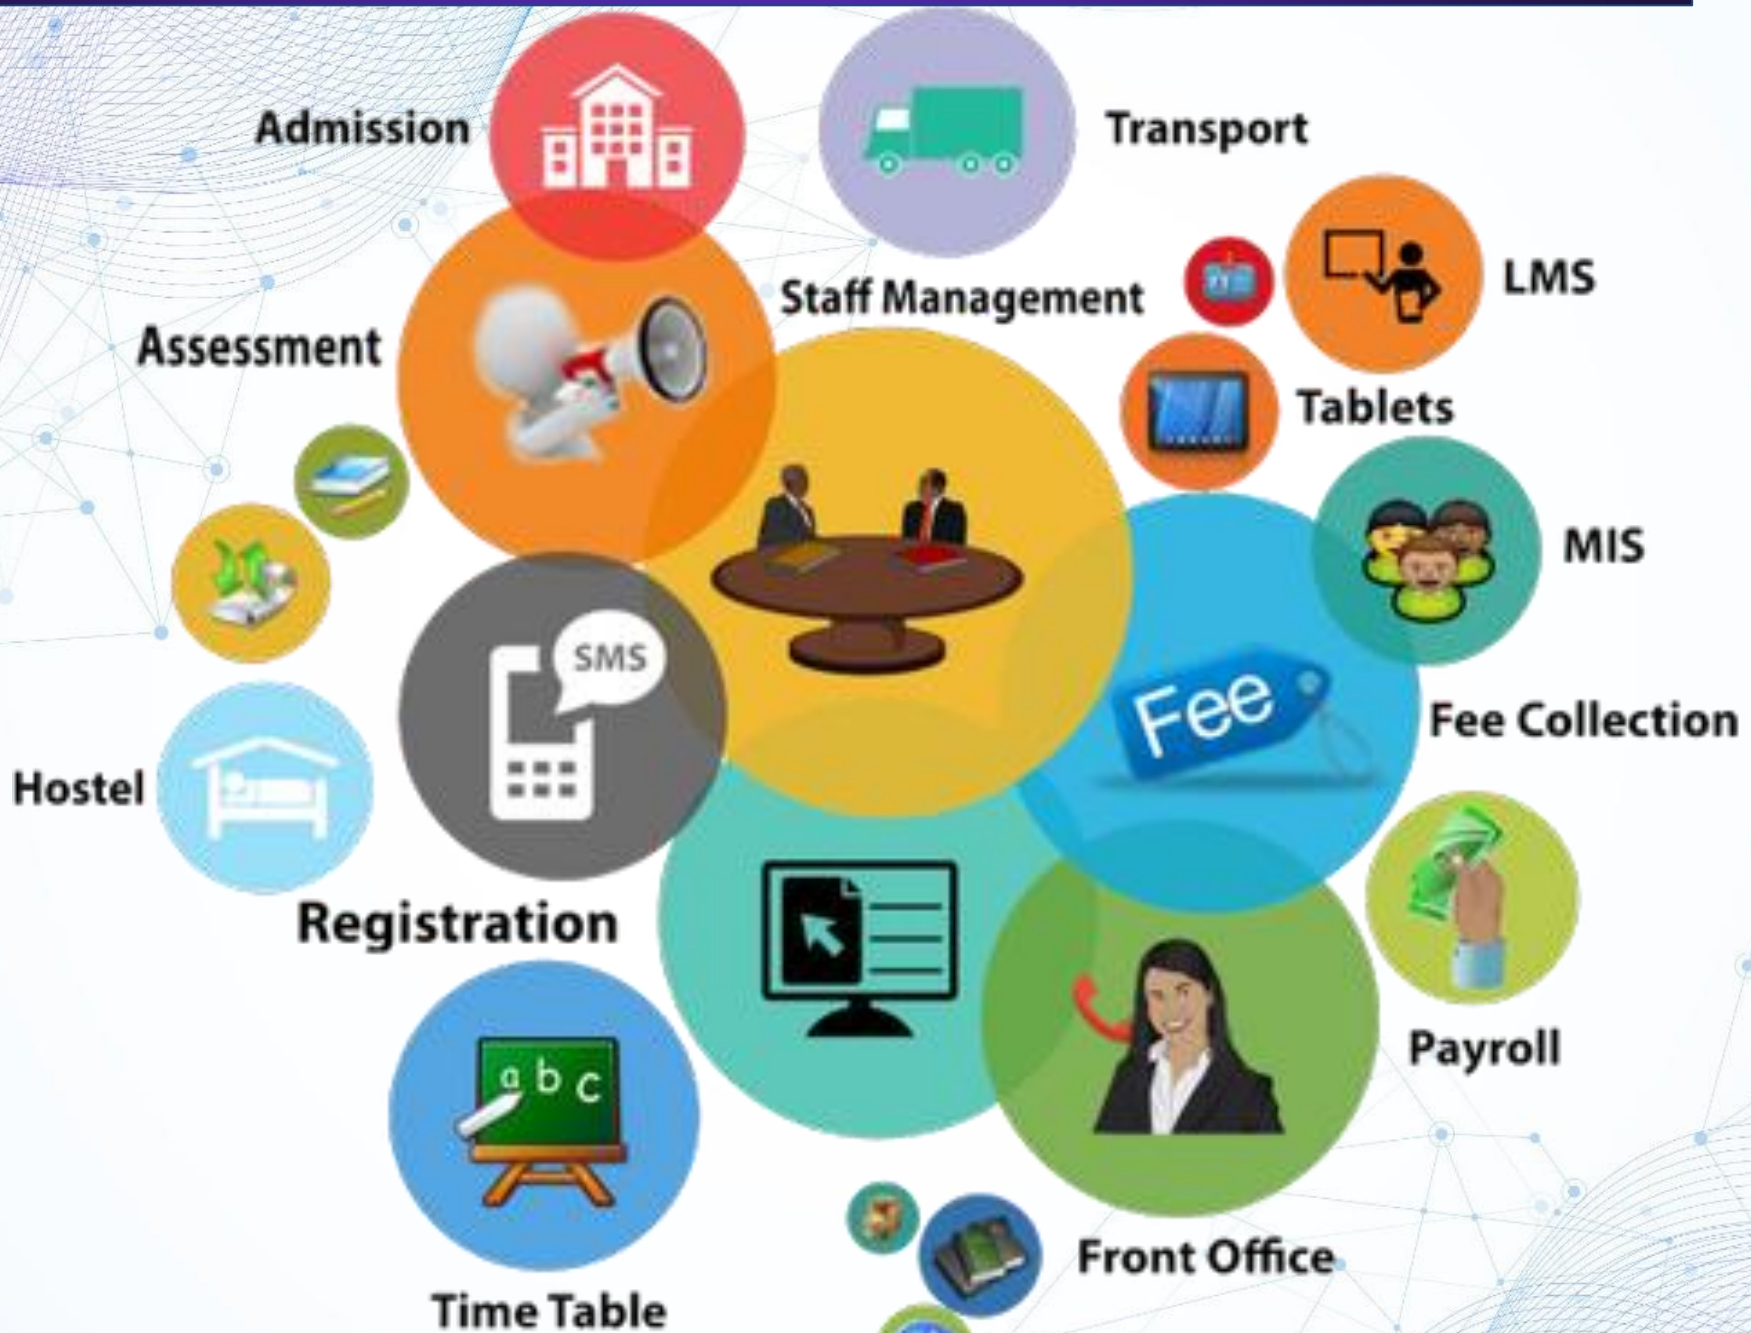 Admission
Transport
Staff Management
LMS
Assessment
Tablets
MIS
SMS
Fee
Fee Collection
Hostel
Registration
Payroll
a b c
Front Office
Time Table